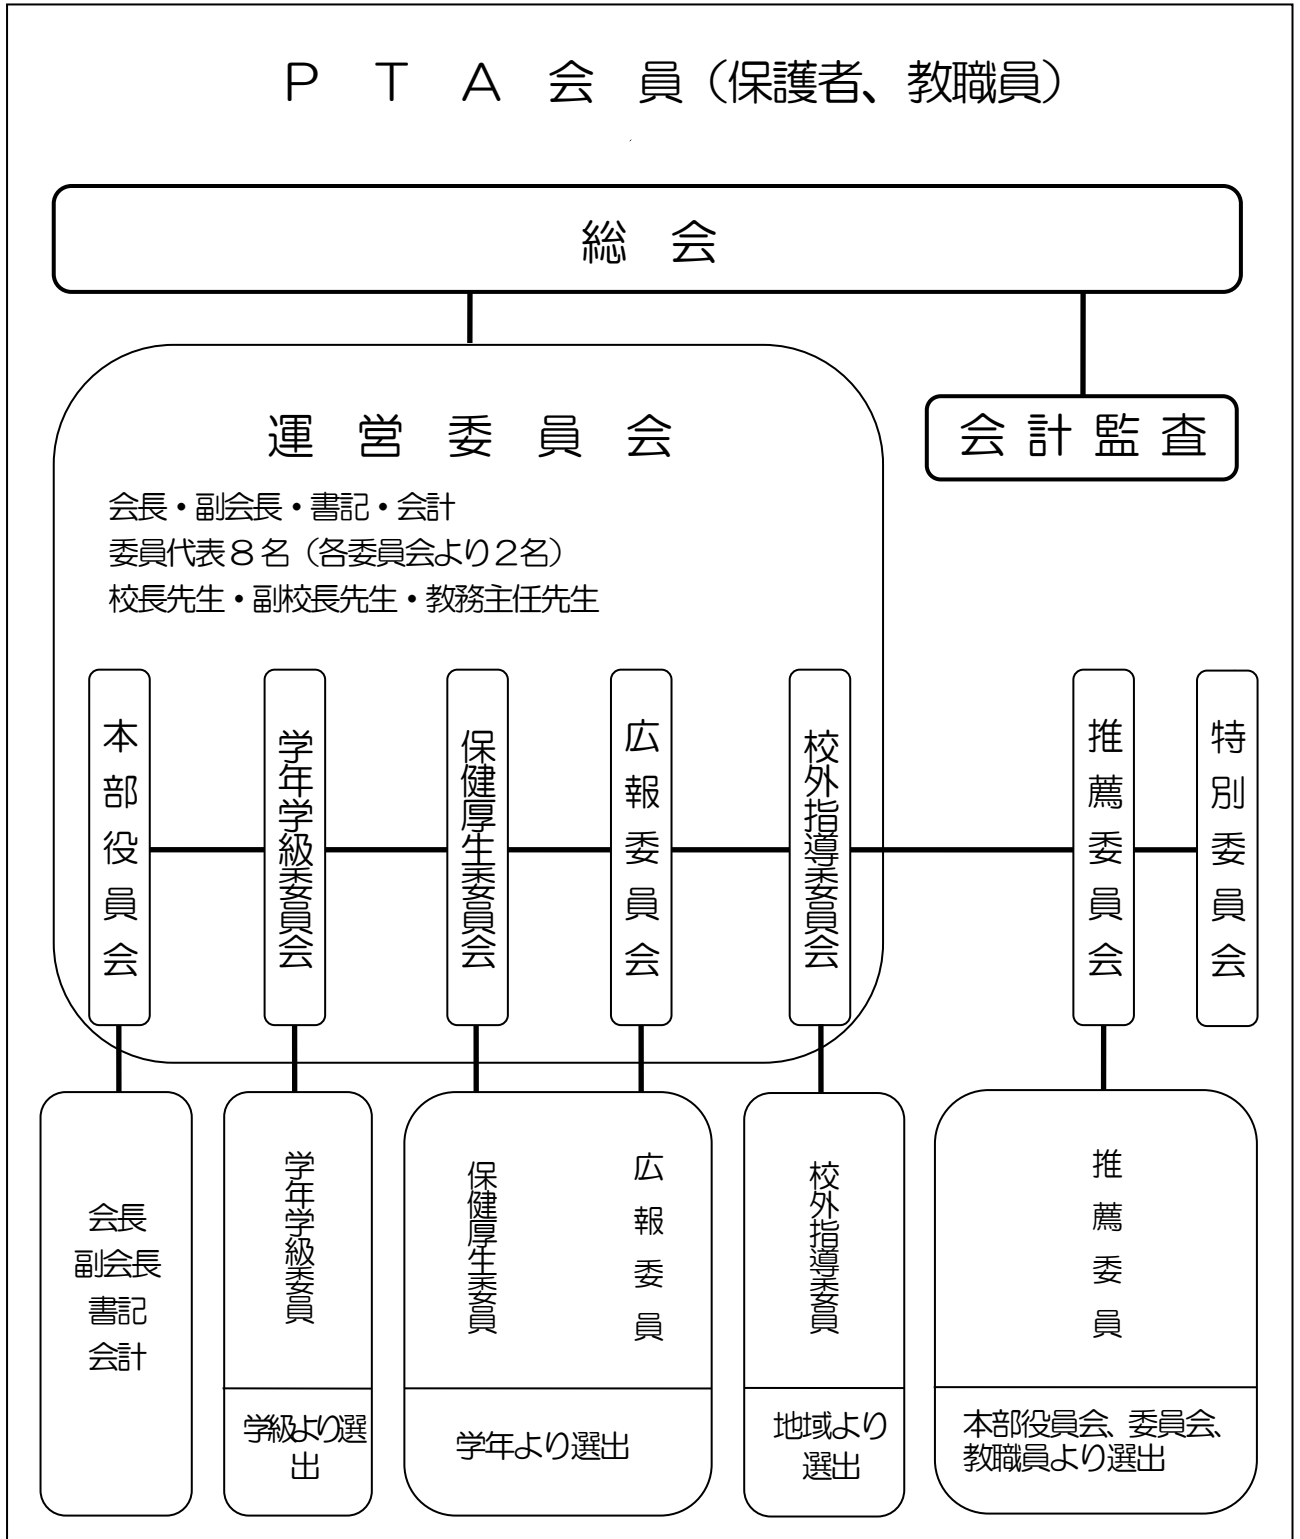 ＰＴＡ会員（保護者、教職員）
総会
運営委員会
会計監査
会長・副会長・書記・会計
委員代表８名（各委員会より２名）
校長先生・副校長先生・教務主任先生
本部役員会
学年学級委員会
保健厚生委員会
広報委員会
校外指導委員会
推薦委員会
特別委員会
会長
副会長
書記
会計
学年学級委員
学級より選
出
保健厚生委員
広報委員
学年より選出
校外指導委員
地域より
選出
推薦委員
本部役員会、委員会、
教職員より選出